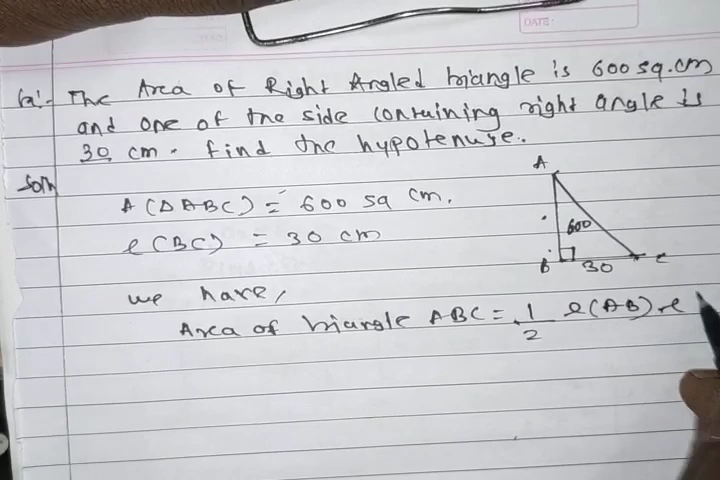 DATE:
Q:- The Area of Right Angled triangle is 600 sq.cm
and one of the side containing right angle is
30 cm. find the hypotenuse.
Soln
A (Δ ABC) = 600 sq cm.
l (BC) = 30 cm
A
600
B 30 C
we have,
Area of triangle ABC = 1/2 l(AB) × l